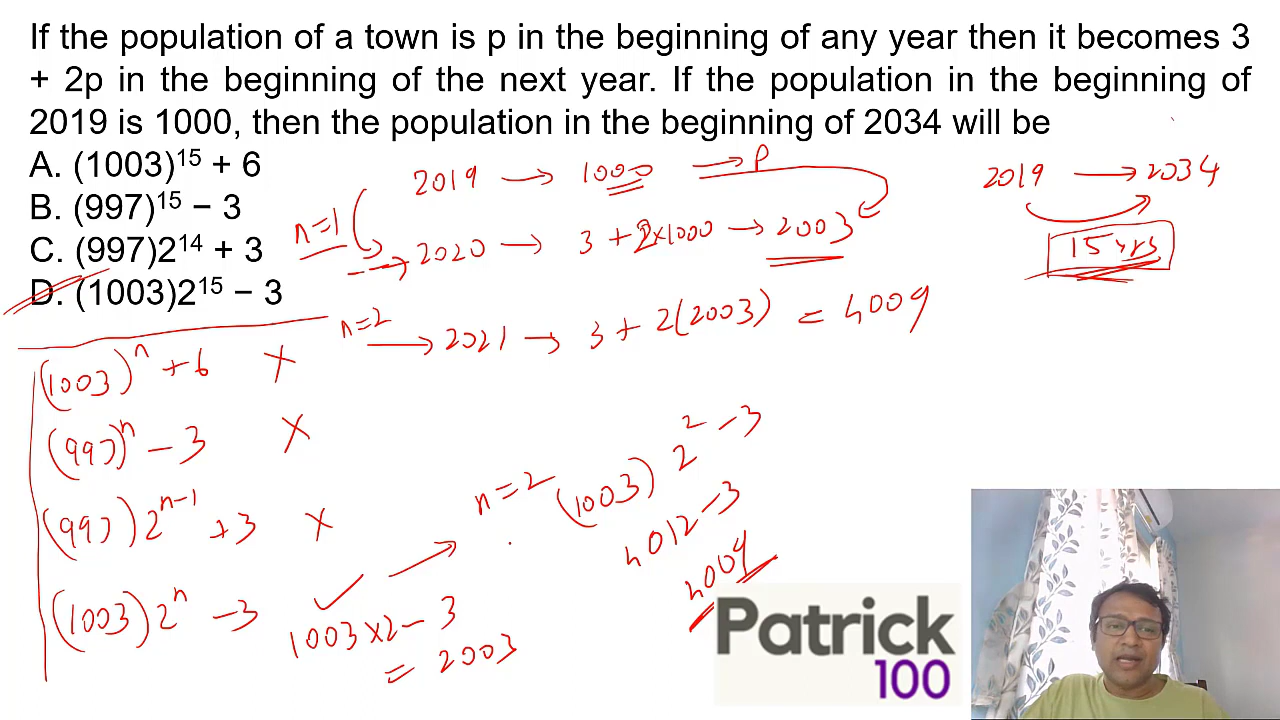 If the population of a town is p in the beginning of any year then it becomes 3
+ 2p in the beginning of the next year. If the population in the beginning of
2019 is 1000, then the population in the beginning of 2034 will be
A. (1003)¹⁵ + 6
B. (997)¹⁵ − 3
C. (997)2¹⁴ + 3
D. (1003)2¹⁵ − 3
2019 → 1000 → p
n=1
2020 → 3 + 2x1000 → 2003
n=2
→ 2021 → 3 + 2(2003) = 4009
2019 → 2034
15 yrs
(1003)ⁿ + 6 X
(997)ⁿ − 3 X
(997) 2ⁿ⁻¹ + 3 X
(1003) 2ⁿ − 3 ✓
1003 x 2 − 3
= 2003
n=2 (1003) 2² − 3
4012 − 3
4009
Patrick
100